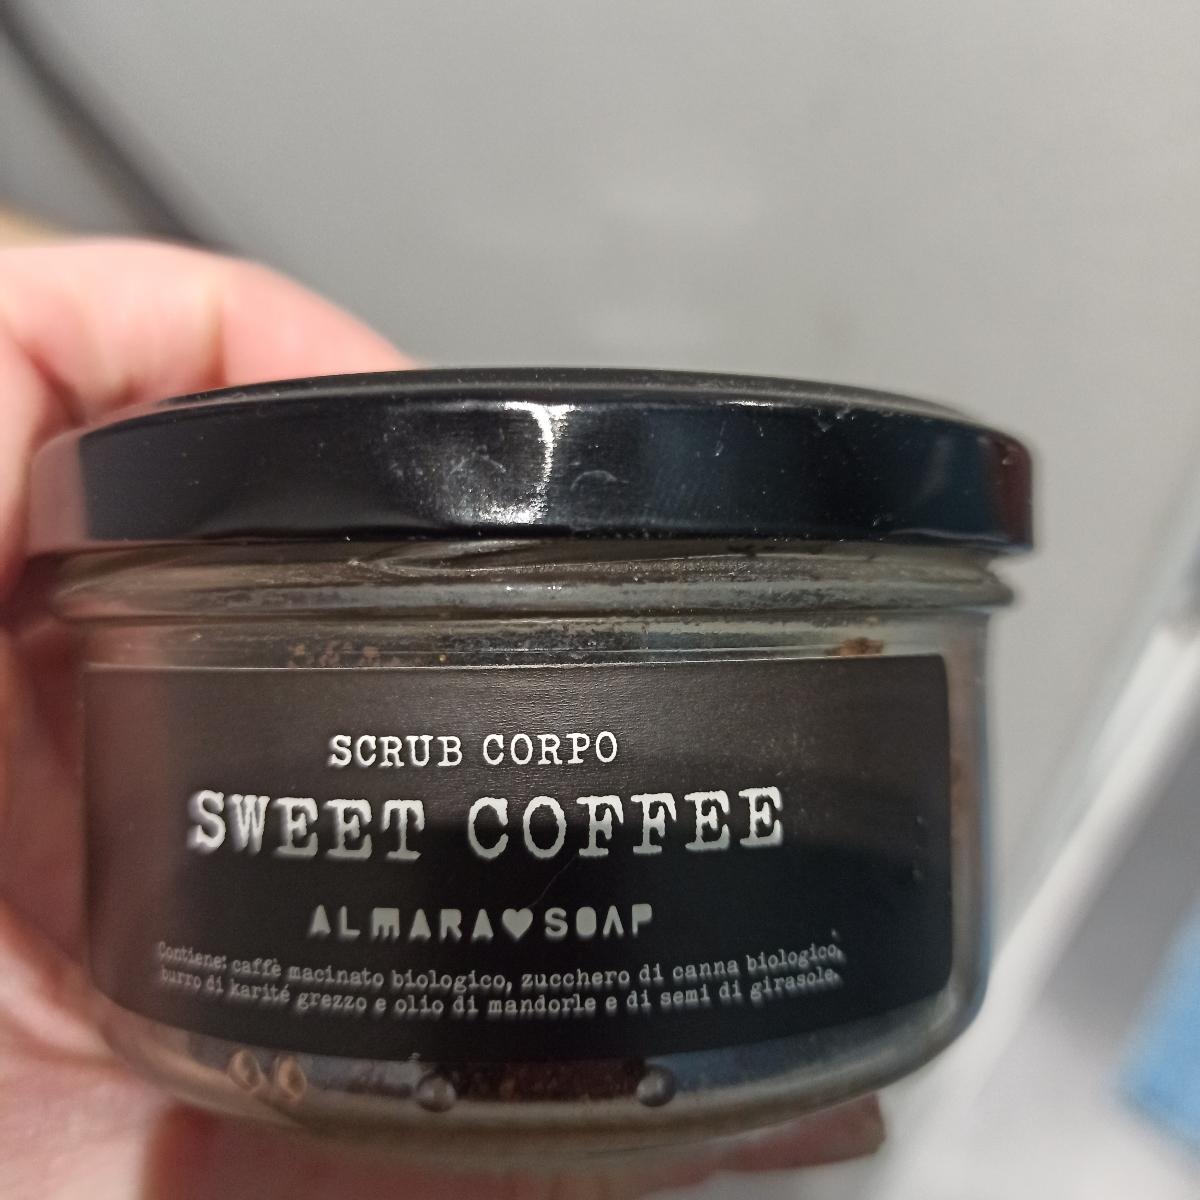 SCRUB CORPO
SWEET COFFEE
ALMARA♥SOAP
Contiene: caffè macinato biologico, zucchero di canna biologico,
burro di karité grezzo e olio di mandorle e di semi di girasole.